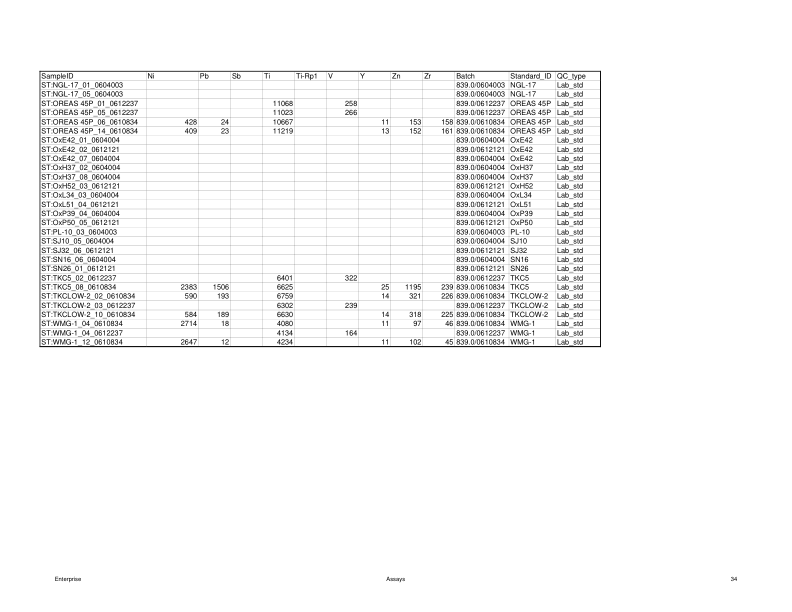 SampleID Ni Pb Sb Ti Ti-Rp1 V Y Zn Zr Batch Standard_ID QC_type
ST:NGL-17_01_0604003 839.0/0604003 NGL-17 Lab_std
ST:NGL-17_05_0604003 839.0/0604003 NGL-17 Lab_std
ST:OREAS 45P_01_0612237 11068 258 839.0/0612237 OREAS 45P Lab_std
ST:OREAS 45P_05_0612237 11023 266 839.0/0612237 OREAS 45P Lab_std
ST:OREAS 45P_06_0610834 428 24 10667 11 153 158 839.0/0610834 OREAS 45P Lab_std
ST:OREAS 45P_14_0610834 409 23 11219 13 152 161 839.0/0610834 OREAS 45P Lab_std
ST:OxE42_01_0604004 839.0/0604004 OxE42 Lab_std
ST:OxE42_02_0612121 839.0/0612121 OxE42 Lab_std
ST:OxE42_07_0604004 839.0/0604004 OxE42 Lab_std
ST:OxH37_02_0604004 839.0/0604004 OxH37 Lab_std
ST:OxH37_08_0604004 839.0/0604004 OxH37 Lab_std
ST:OxH52_03_0612121 839.0/0612121 OxH52 Lab_std
ST:OxL34_03_0604004 839.0/0604004 OxL34 Lab_std
ST:OxL51_04_0612121 839.0/0612121 OxL51 Lab_std
ST:OxP39_04_0604004 839.0/0604004 OxP39 Lab_std
ST:OxP50_05_0612121 839.0/0612121 OxP50 Lab_std
ST:PL-10_03_0604003 839.0/0604003 PL-10 Lab_std
ST:SJ10_05_0604004 839.0/0604004 SJ10 Lab_std
ST:SJ32_06_0612121 839.0/0612121 SJ32 Lab_std
ST:SN16_06_0604004 839.0/0604004 SN16 Lab_std
ST:SN26_01_0612121 839.0/0612121 SN26 Lab_std
ST:TKC5_02_0612237 6401 322 839.0/0612237 TKC5 Lab_std
ST:TKC5_08_0610834 2383 1506 6625 25 1195 239 839.0/0610834 TKC5 Lab_std
ST:TKCLOW-2_02_0610834 590 193 6759 14 321 226 839.0/0610834 TKCLOW-2 Lab_std
ST:TKCLOW-2_03_0612237 6302 239 839.0/0612237 TKCLOW-2 Lab_std
ST:TKCLOW-2_10_0610834 584 189 6630 14 318 225 839.0/0610834 TKCLOW-2 Lab_std
ST:WMG-1_04_0610834 2714 18 4080 11 97 46 839.0/0610834 WMG-1 Lab_std
ST:WMG-1_04_0612237 4134 164 839.0/0612237 WMG-1 Lab_std
ST:WMG-1_12_0610834 2647 12 4234 11 102 45 839.0/0610834 WMG-1 Lab_std
Enterprise Assays 34